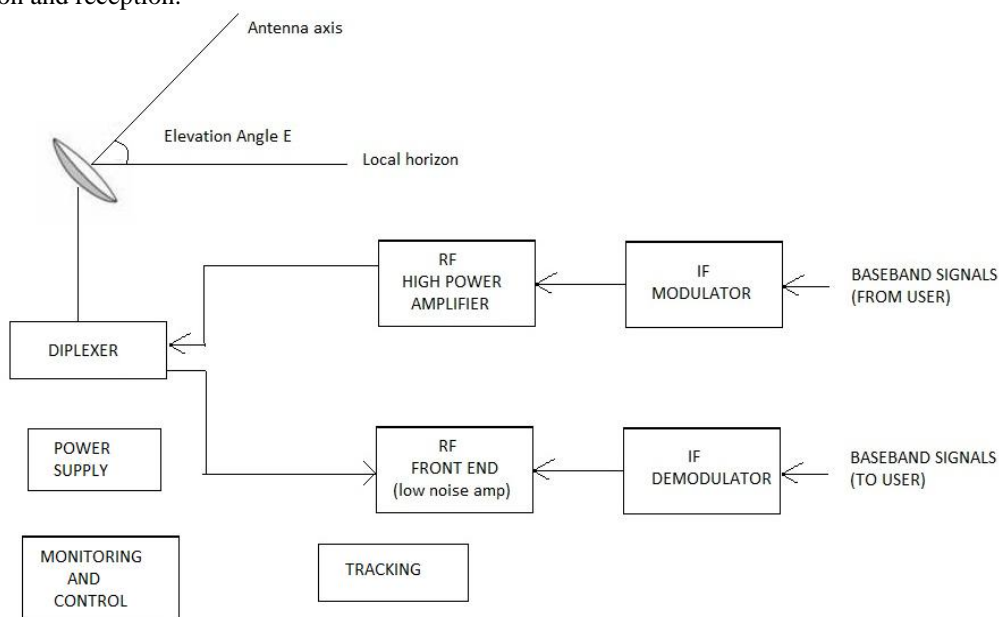 on and reception.
Antenna axis
Elevation Angle E
Local horizon
RF
HIGH POWER
AMPLIFIER
IF
MODULATOR
BASEBAND SIGNALS
(FROM USER)
DIPLEXER
POWER
SUPPLY
RF
FRONT END
(low noise amp)
IF
DEMODULATOR
BASEBAND SIGNALS
(TO USER)
MONITORING
AND
CONTROL
TRACKING